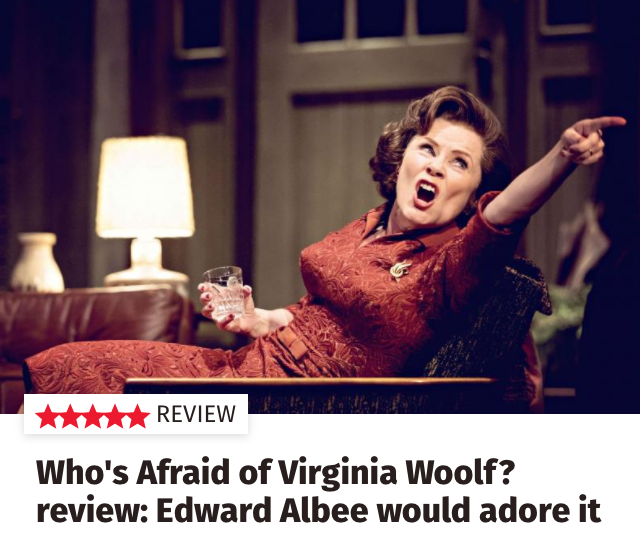 ★★★★★ REVIEW
Who's Afraid of Virginia Woolf?
review: Edward Albee would adore it